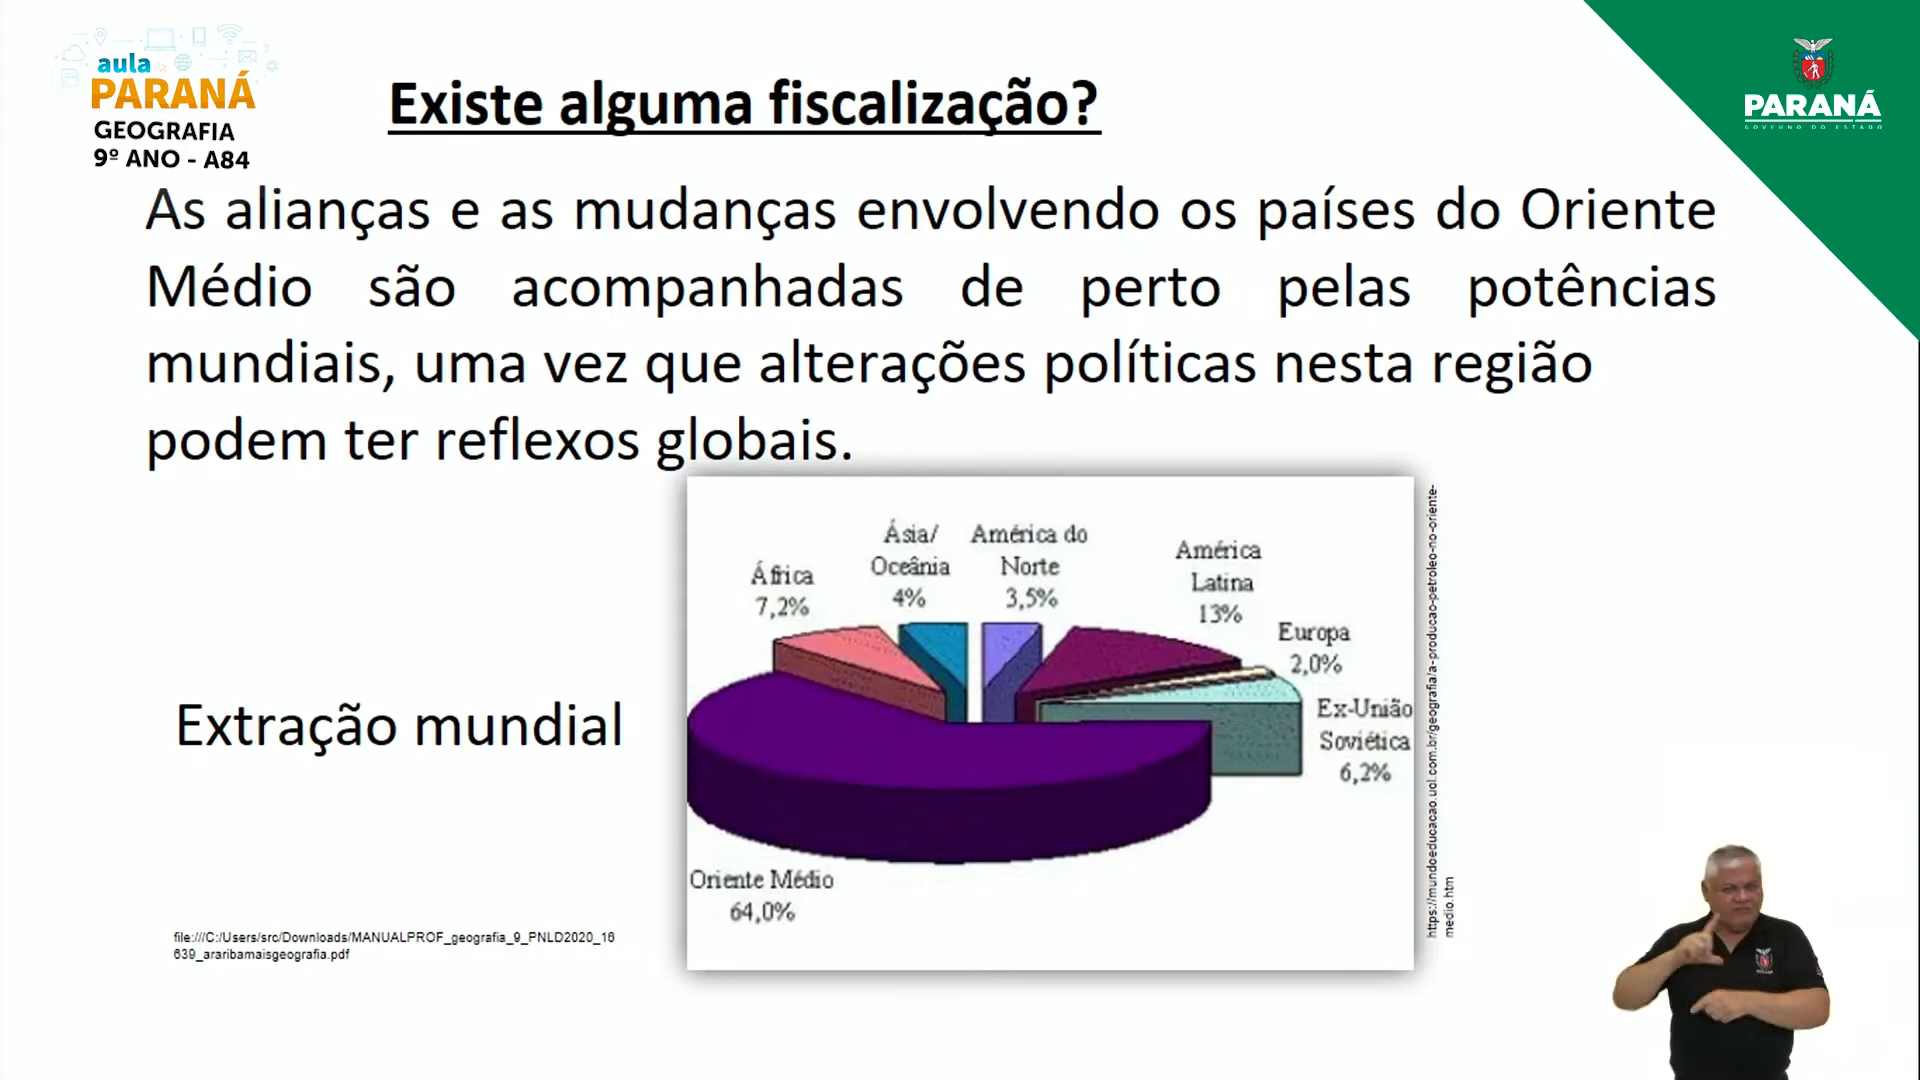 aula
PARANÁ
GEOGRAFIA
9º ANO - A84
Existe alguma fiscalização?
PARANÁ
GOVERNO DO ESTADO
As alianças e as mudanças envolvendo os países do Oriente
Médio são acompanhadas de perto pelas potências
mundiais, uma vez que alterações políticas nesta região
podem ter reflexos globais.
Extração mundial
África
7,2%
Ásia/
Oceânia
4%
América do
Norte
3,5%
América
Latina
13%
Europa
2,0%
Ex-União
Soviética
6,2%
Oriente Médio
64,0%
https://mundoeducacao.uol.com.br/geografia/a-producao-petroleo-no-oriente-
medio.htm
file:///C:/Users/src/Downloads/MANUALPROF_geografia_9_PNLD2020_16
639_araribamaisgeografia.pdf